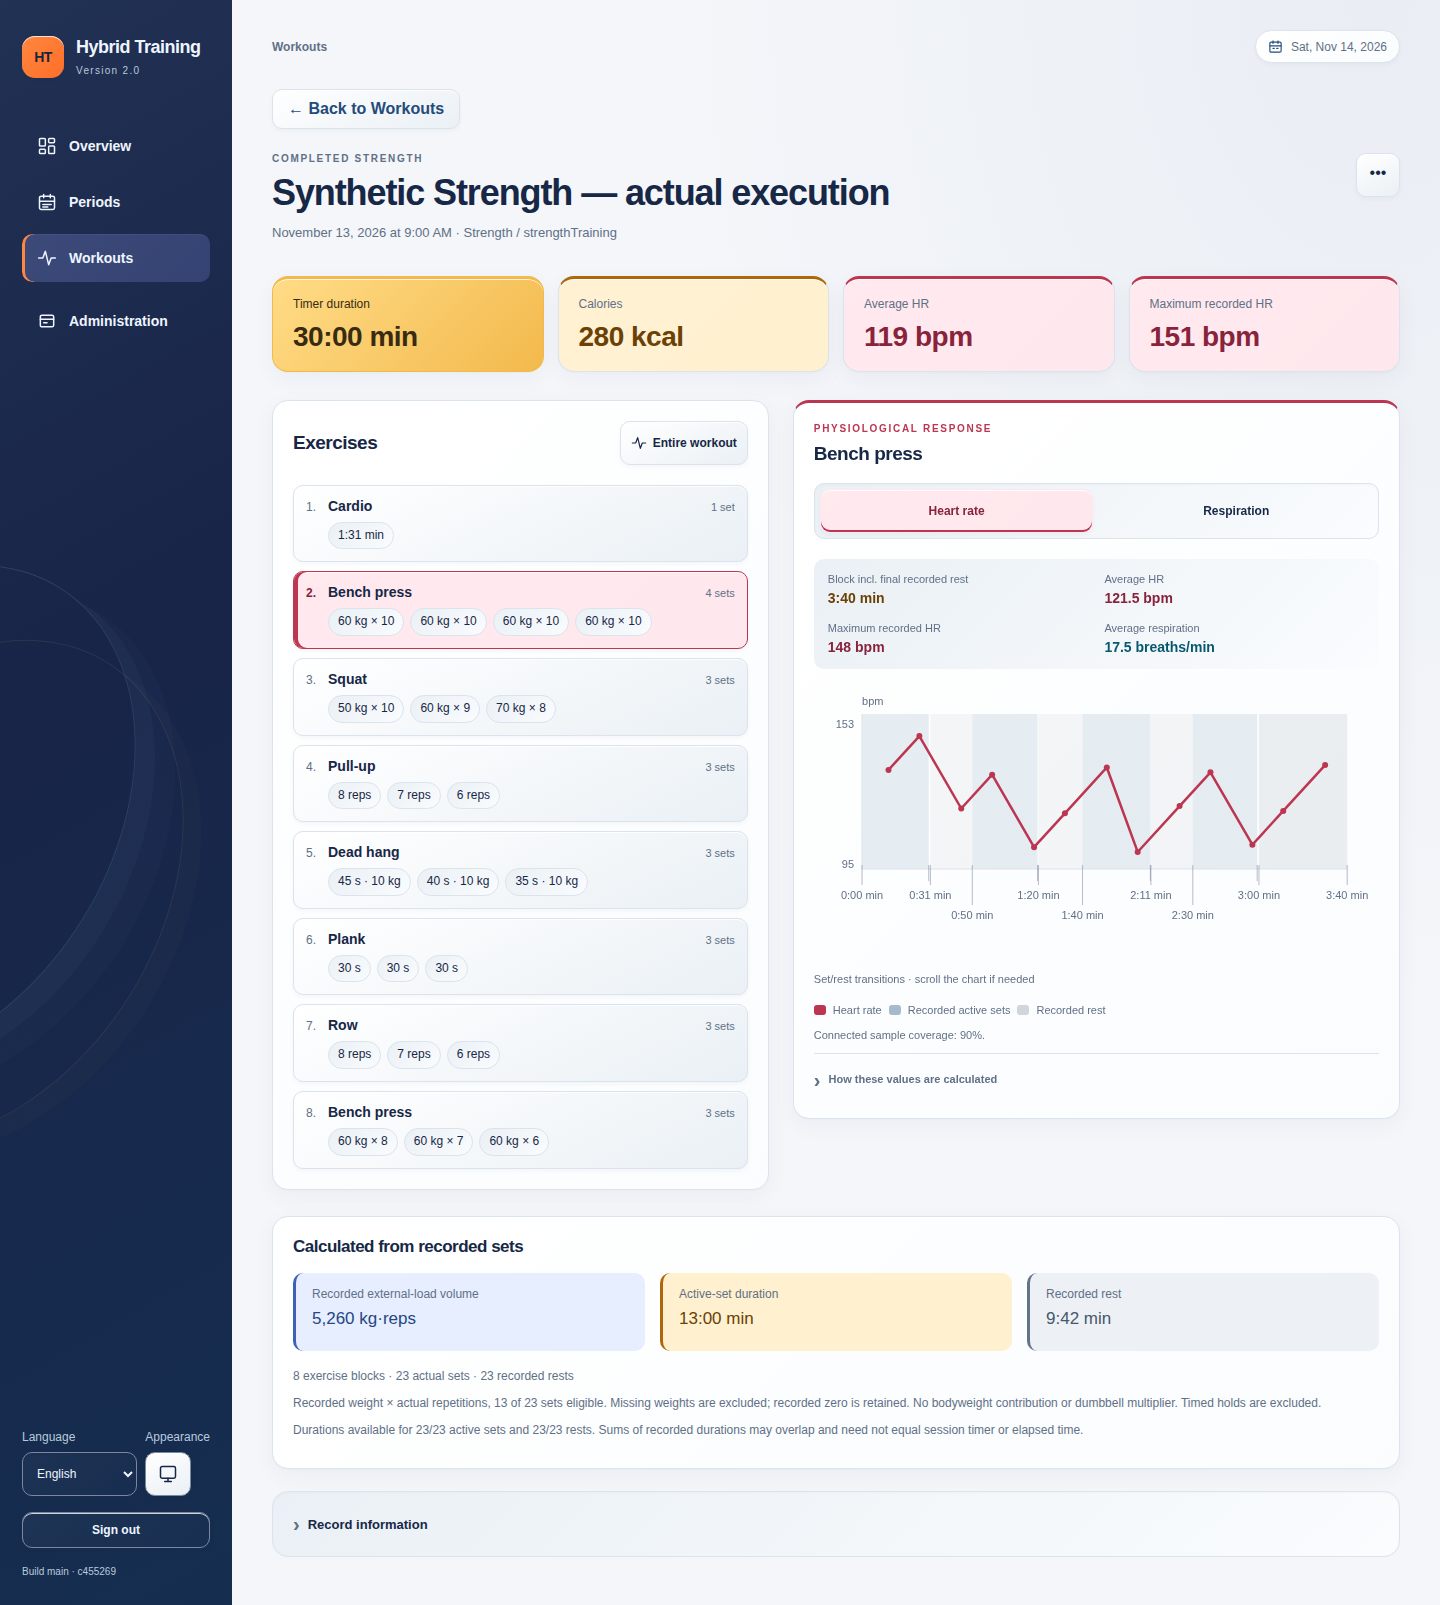 HT
Hybrid Training
Version 2.0
Overview
Periods
Workouts
Administration
Language
Appearance
English
Sign out
Build main · c455269
Workouts
Sat, Nov 14, 2026
← Back to Workouts
COMPLETED STRENGTH
Synthetic Strength — actual execution
•••
November 13, 2026 at 9:00 AM · Strength / strengthTraining
Timer duration
30:00 min
Calories
280 kcal
Average HR
119 bpm
Maximum recorded HR
151 bpm
Exercises
Entire workout
1. Cardio 1 set
1:31 min
2. Bench press 4 sets
60 kg × 10 60 kg × 10 60 kg × 10 60 kg × 10
3. Squat 3 sets
50 kg × 10 60 kg × 9 70 kg × 8
4. Pull-up 3 sets
8 reps 7 reps 6 reps
5. Dead hang 3 sets
45 s · 10 kg 40 s · 10 kg 35 s · 10 kg
6. Plank 3 sets
30 s 30 s 30 s
7. Row 3 sets
8 reps 7 reps 6 reps
8. Bench press 3 sets
60 kg × 8 60 kg × 7 60 kg × 6
PHYSIOLOGICAL RESPONSE
Bench press
Heart rate Respiration
Block incl. final recorded rest
3:40 min
Average HR
121.5 bpm
Maximum recorded HR
148 bpm
Average respiration
17.5 breaths/min
bpm
153
95
0:00 min 0:31 min 1:20 min 2:11 min 3:00 min 3:40 min
0:50 min 1:40 min 2:30 min
Set/rest transitions · scroll the chart if needed
Heart rate Recorded active sets Recorded rest
Connected sample coverage: 90%.
› How these values are calculated
Calculated from recorded sets
Recorded external-load volume
5,260 kg·reps
Active-set duration
13:00 min
Recorded rest
9:42 min
8 exercise blocks · 23 actual sets · 23 recorded rests
Recorded weight × actual repetitions, 13 of 23 sets eligible. Missing weights are excluded; recorded zero is retained. No bodyweight contribution or dumbbell multiplier. Timed holds are excluded.
Durations available for 23/23 active sets and 23/23 rests. Sums of recorded durations may overlap and need not equal session timer or elapsed time.
› Record information